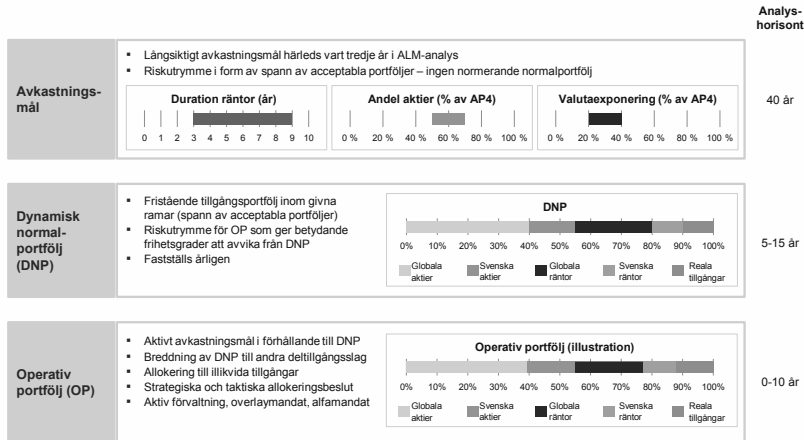 Analys-
horisont
Avkastnings-
mål
▪ Långsiktigt avkastningsmål härleds vart tredje år i ALM-analys
▪ Riskutrymme i form av spann av acceptabla portföljer – ingen normerande normalportfölj
Duration räntor (år)
0 1 2 3 4 5 6 7 8 9 10
Andel aktier (% av AP4)
0 % 20 % 40 % 60 % 80 % 100 %
Valutaexponering (% av AP4)
0 % 20 % 40 % 60 % 80 % 100 %
40 år
Dynamisk
normal-
portfölj
(DNP)
▪ Fristående tillgångsportfölj inom givna
ramar (spann av acceptabla portföljer)
▪ Riskutrymme för OP som ger betydande
frihetsgrader att avvika från DNP
▪ Fastställs årligen
DNP
0% 10% 20% 30% 40% 50% 60% 70% 80% 90% 100%
Globala
aktier
Svenska
aktier
Globala
räntor
Svenska
räntor
Reala
tillgångar
5-15 år
Operativ
portfölj (OP)
▪ Aktivt avkastningsmål i förhållande till DNP
▪ Breddning av DNP till andra deltillgångsslag
▪ Allokering till illikvida tillgångar
▪ Strategiska och taktiska allokeringsbeslut
▪ Aktiv förvaltning, overlaymandat, alfamandat
Operativ portfölj (illustration)
0% 10% 20% 30% 40% 50% 60% 70% 80% 90% 100%
Globala
aktier
Svenska
aktier
Globala
räntor
Svenska
räntor
Reala
tillgångar
0-10 år